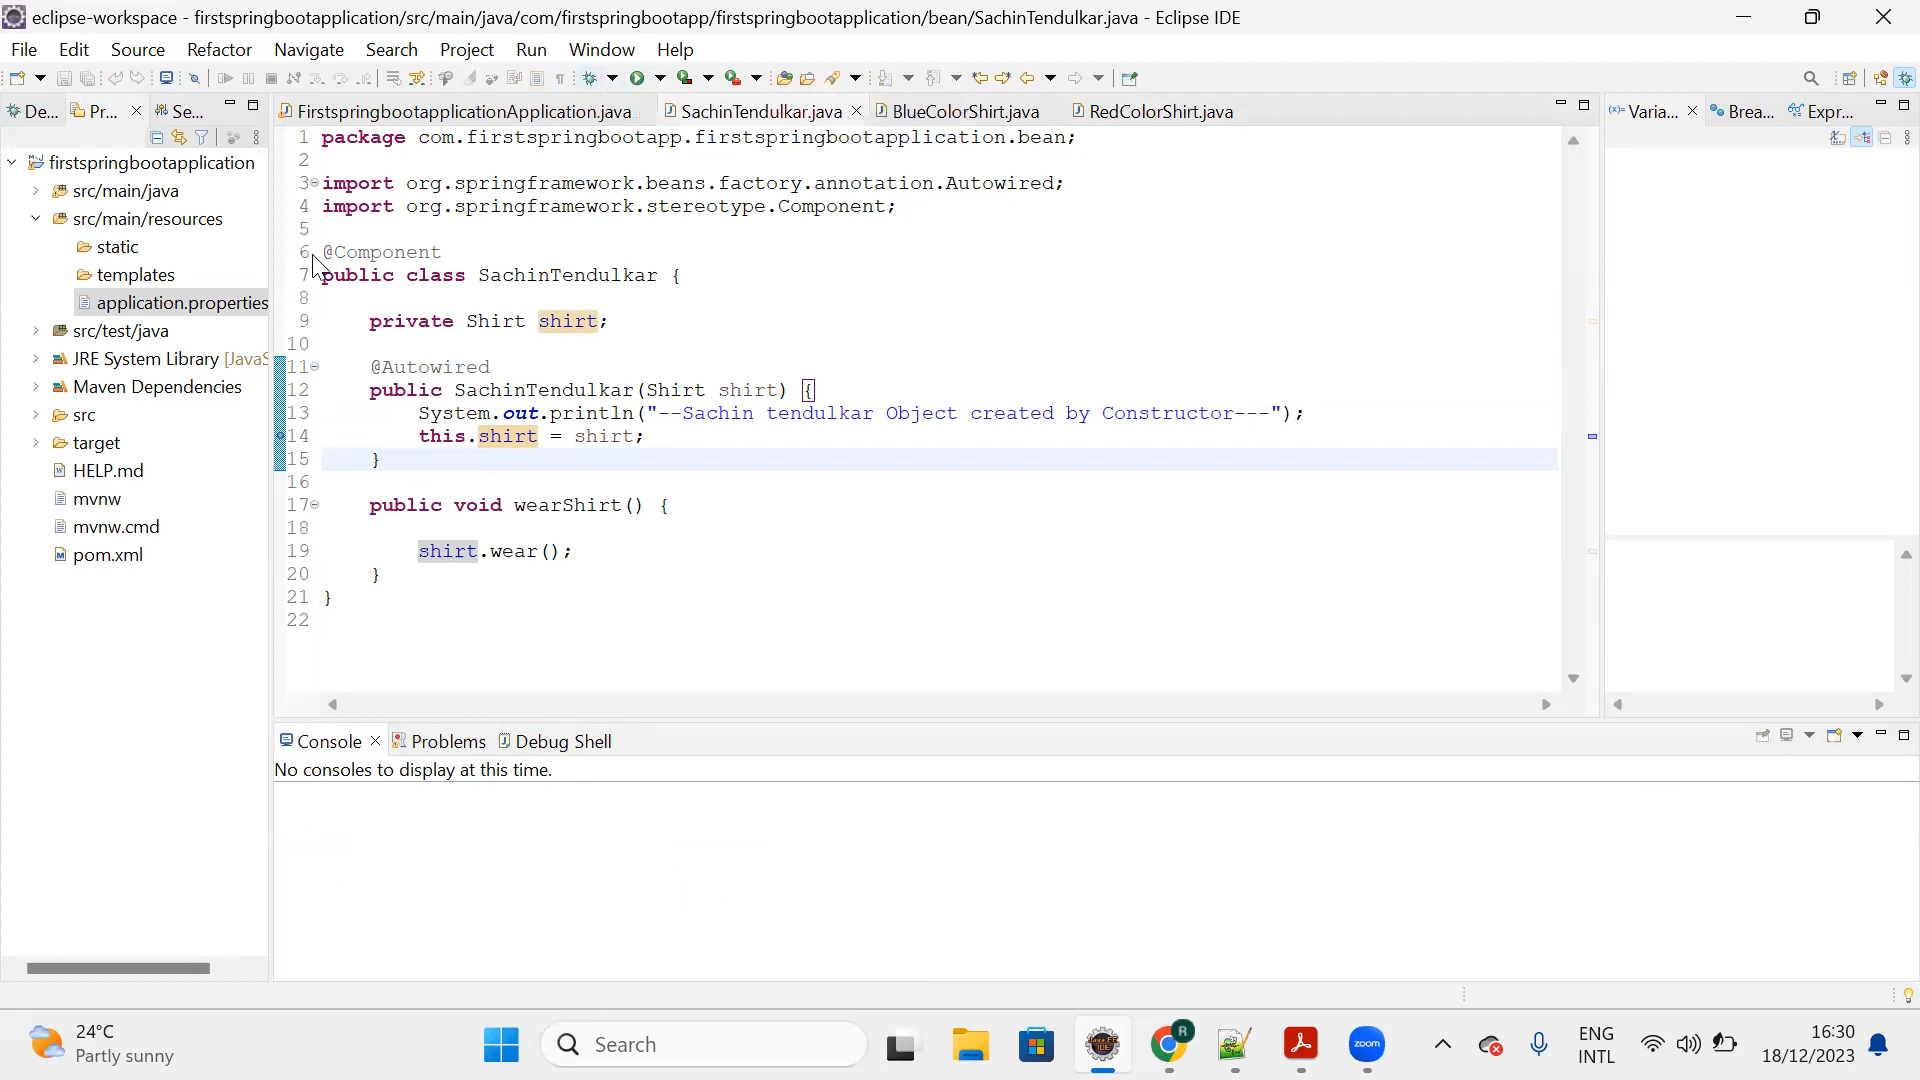 eclipse-workspace - firstspringbootapplication/src/main/java/com/firstspringbootapp/firstspringbootapplication/bean/SachinTendulkar.java - Eclipse IDE
File Edit Source Refactor Navigate Search Project Run Window Help
De... Pr... Se...
FirstspringbootapplicationApplication.java SachinTendulkar.java BlueColorShirt.java RedColorShirt.java
(x)= Varia... Brea... Expr...
firstspringbootapplication
src/main/java
src/main/resources
static
templates
application.properties
src/test/java
JRE System Library [JavaS
Maven Dependencies
src
target
HELP.md
mvnw
mvnw.cmd
pom.xml
1 package com.firstspringbootapp.firstspringbootapplication.bean;
2
3 import org.springframework.beans.factory.annotation.Autowired;
4 import org.springframework.stereotype.Component;
5
6 @Component
7 public class SachinTendulkar {
8
9 private Shirt shirt;
10
11 @Autowired
12 public SachinTendulkar(Shirt shirt) {
13 System.out.println("--Sachin tendulkar Object created by Constructor---");
14 this.shirt = shirt;
15 }
16
17 public void wearShirt() {
18
19 shirt.wear();
20 }
21 }
22
Console Problems Debug Shell
No consoles to display at this time.
24°C
Partly sunny
Search
Java EE
IDE
R
zoom
ENG
INTL
16:30
18/12/2023